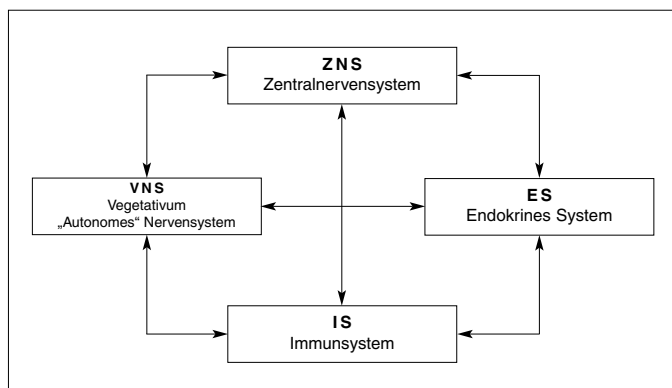 ZNS
Zentralnervensystem
VNS
Vegetativum
„Autonomes“ Nervensystem
ES
Endokrines System
IS
Immunsystem